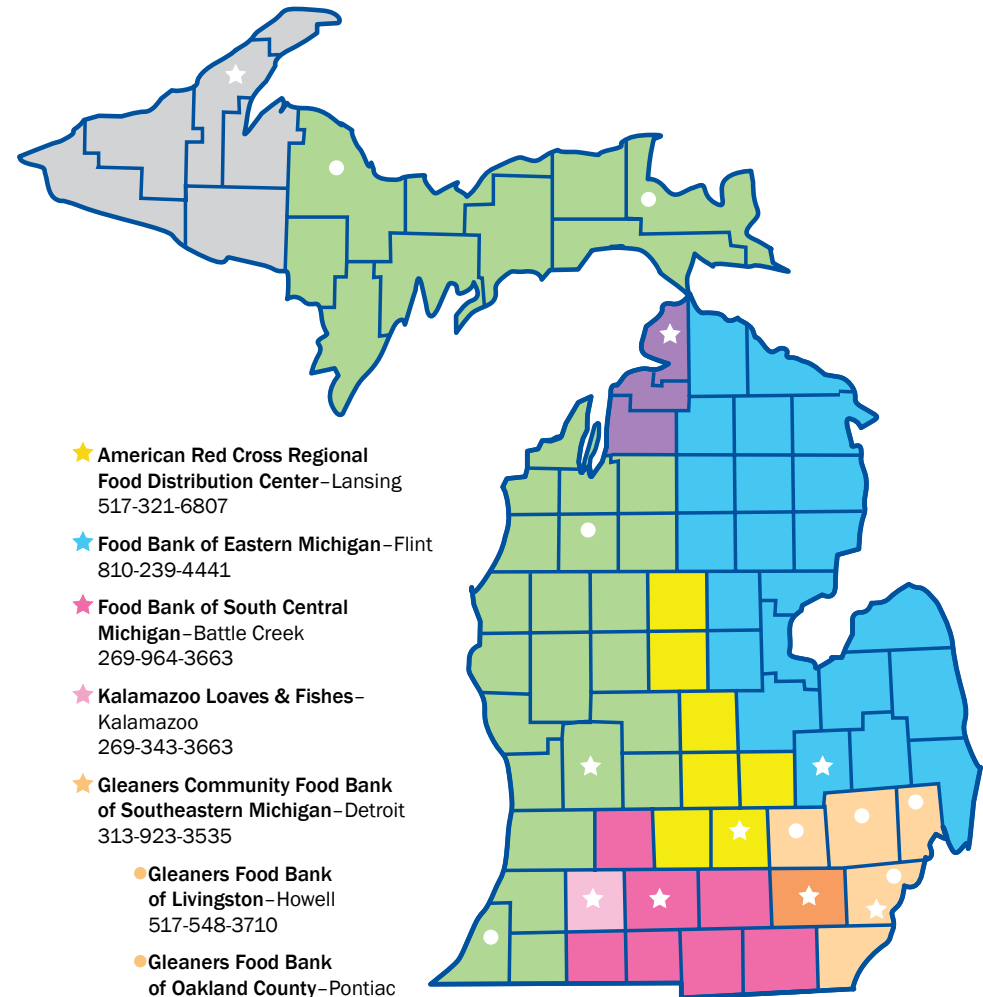 American Red Cross Regional
Food Distribution Center–Lansing
517-321-6807
Food Bank of Eastern Michigan–Flint
810-239-4441
Food Bank of South Central
Michigan–Battle Creek
269-964-3663
Kalamazoo Loaves & Fishes–
Kalamazoo
269-343-3663
Gleaners Community Food Bank
of Southeastern Michigan–Detroit
313-923-3535
Gleaners Food Bank
of Livingston–Howell
517-548-3710
Gleaners Food Bank
of Oakland County–Pontiac